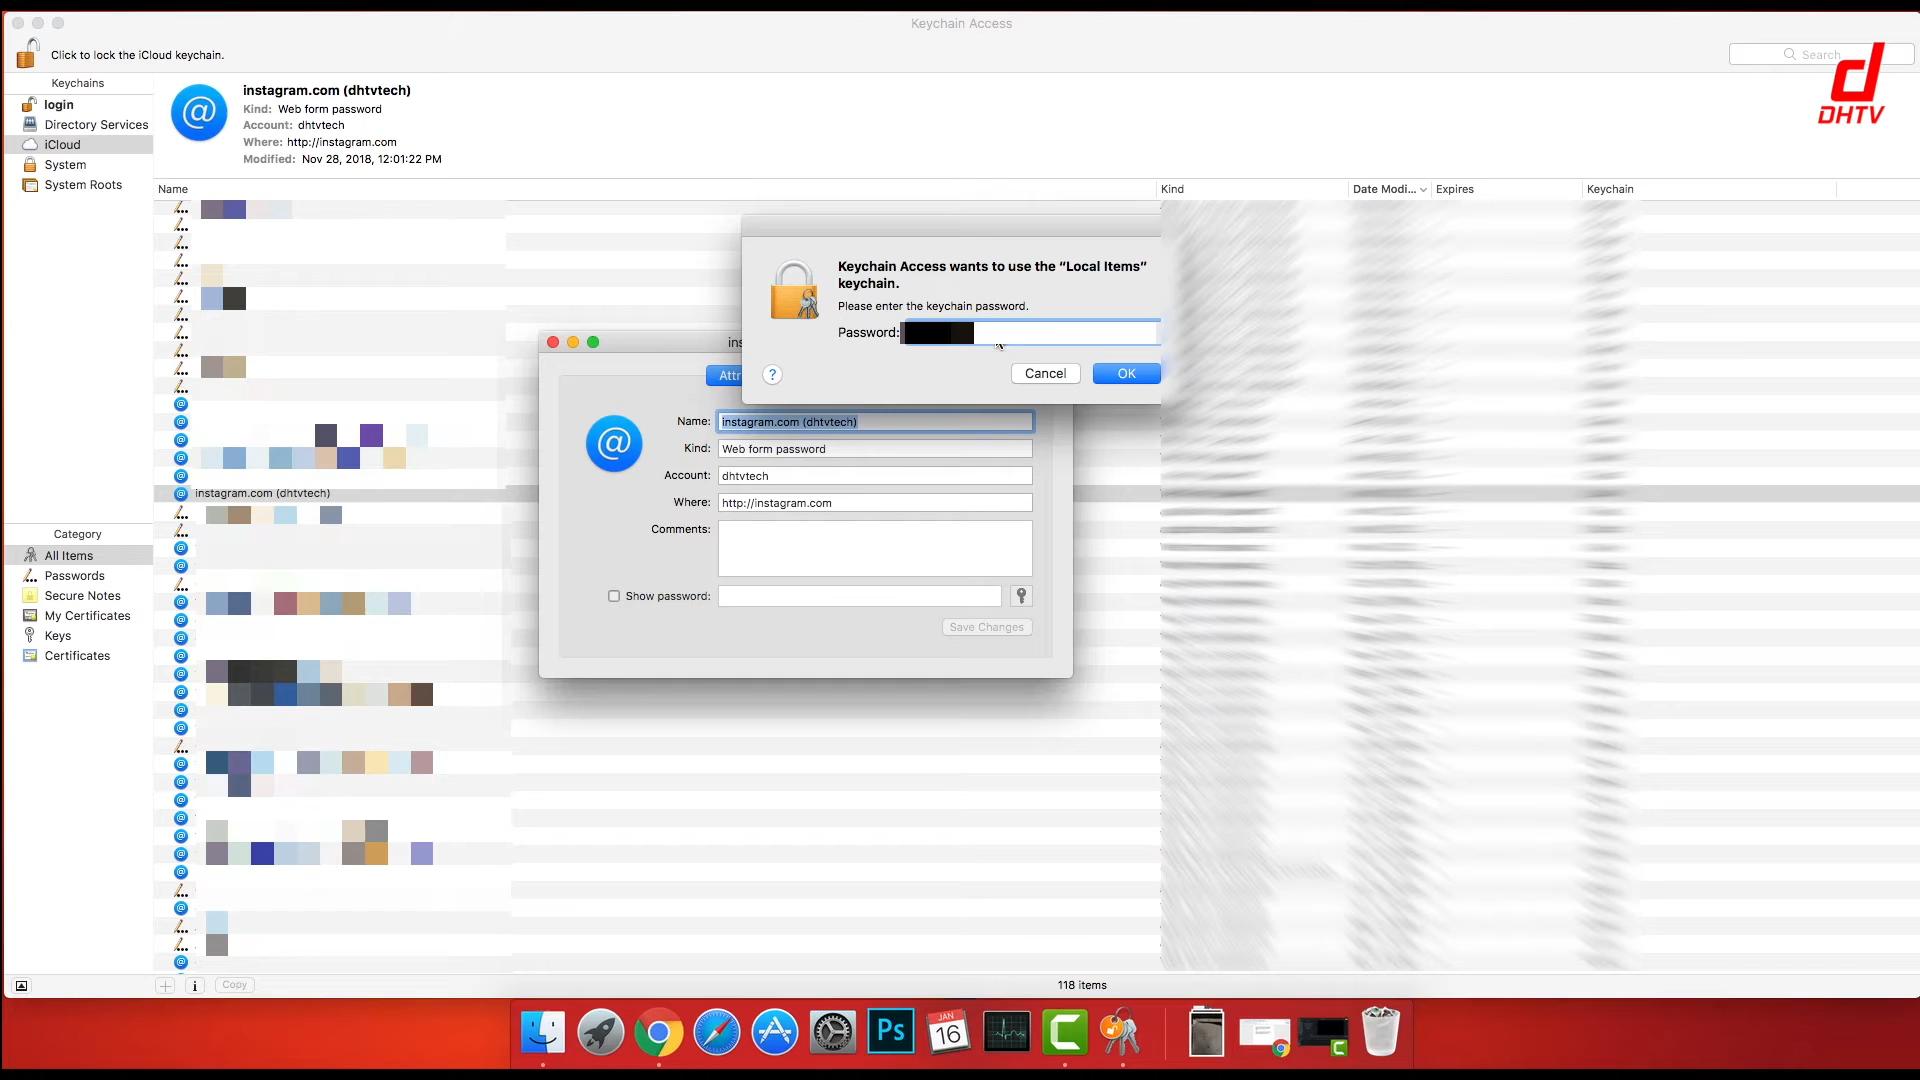 Keychain Access
Click to lock the iCloud keychain.
Search
DHTV
Keychains
login
Directory Services
iCloud
System
System Roots
instagram.com (dhtvtech)
Kind: Web form password
Account: dhtvtech
Where: http://instagram.com
Modified: Nov 28, 2018, 12:01:22 PM
Name
Kind
Date Modi...
Expires
Keychain
Keychain Access wants to use the “Local Items”
keychain.
Please enter the keychain password.
Password:
?
Cancel
OK
Name: instagram.com (dhtvtech)
Kind: Web form password
Account: dhtvtech
Where: http://instagram.com
Comments:
Show password:
Save Changes
instagram.com (dhtvtech)
Category
All Items
Passwords
Secure Notes
My Certificates
Keys
Certificates
Copy
118 items
Ps
JAN
16